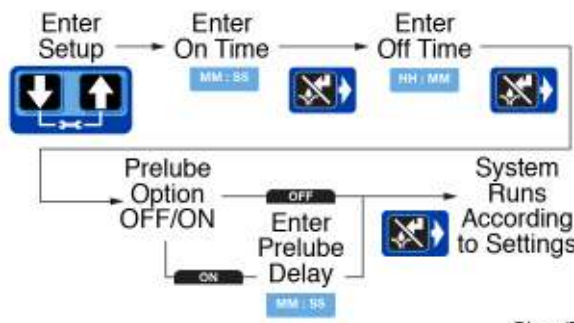 Enter
Setup
Enter
On Time
MM : SS
Enter
Off Time
HH : MM
Prelube
Option
OFF/ON
OFF
ON
Enter
Prelube
Delay
MM : SS
System
Runs
According
to Settings